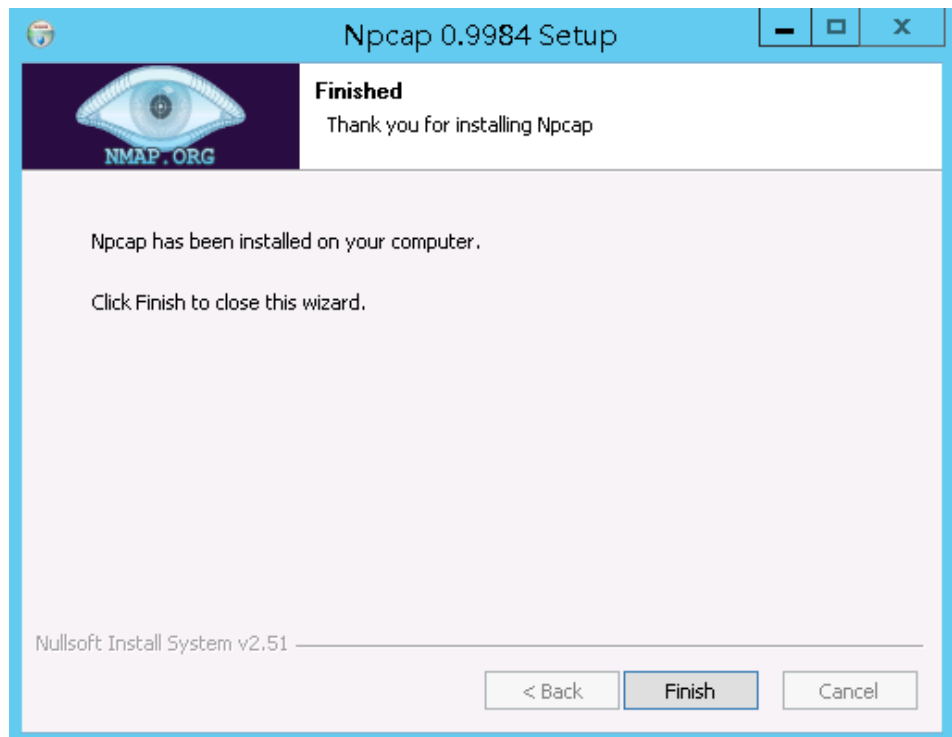 Npcap 0.9984 Setup
Finished
Thank you for installing Npcap
NMAP.ORG
Npcap has been installed on your computer.
Click Finish to close this wizard.
Nullsoft Install System v2.51
< Back
Finish
Cancel